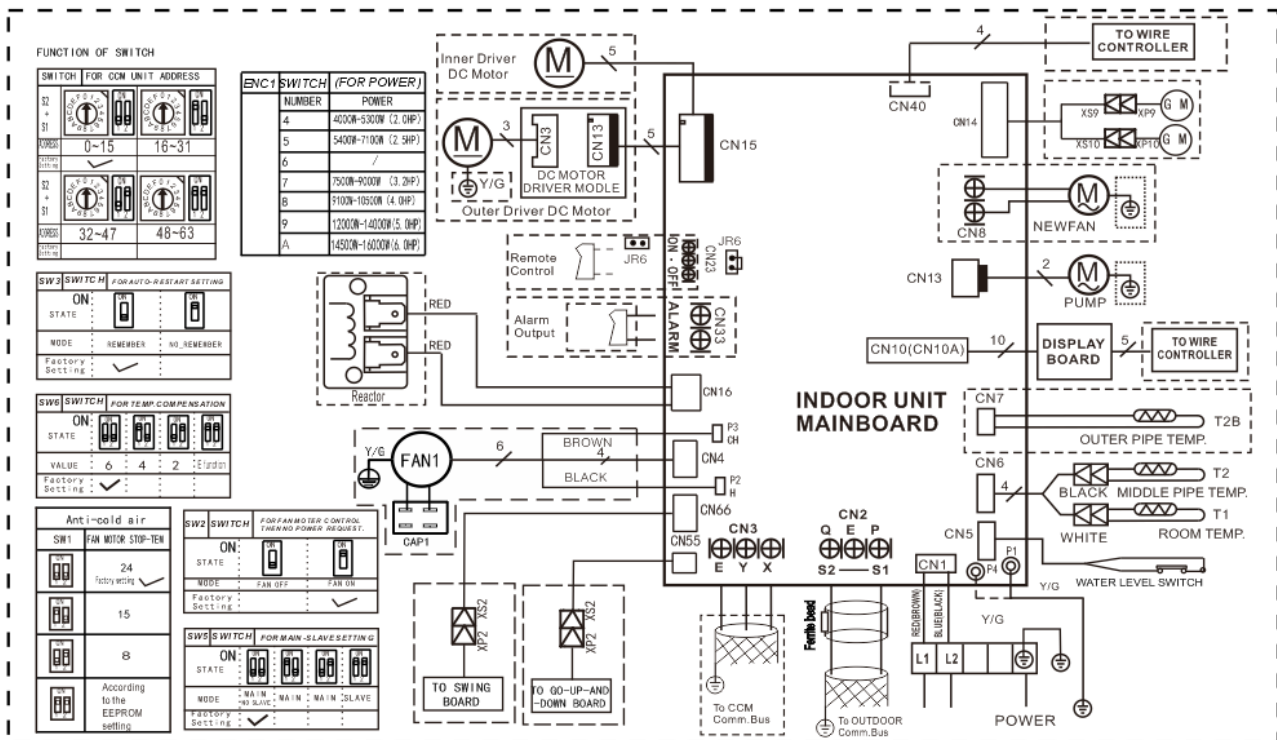 FUNCTION OF SWITCH
SWITCH FOR CCM UNIT ADDRESS
S2
+
S1
ADDRESS 0~15 16~31
Factory Setting
S2
+
S1
ADDRESS 32~47 48~63
Factory Setting
SW3 SWITCH FOR AUTO-RESTART SETTING
ON
STATE
MODE REMEMBER NO_REMEMBER
Factory
Setting
SW6 SWITCH FOR TEMP.COMPENSATION
ON
STATE
VALUE 6 4 2 E function
Factory
Setting
Anti-cold air
SW1 FAN MOTOR STOP-TEN
24
Factory setting
15
8
According
to the
EEPROM
setting
SW2 SWITCH FOR FAN MOTER CONTROL
THEN NO POWER REQUEST.
ON
STATE
MODE FAN OFF FAN ON
Factory
Setting
SW5 SWITCH FOR MAIN-SLAVE SETTING
ON
STATE
MODE MAIN NO SLAVE MAIN MAIN SLAVE
Factory
Setting
ENC1 SWITCH (FOR POWER)
NUMBER POWER
4 4000W-5300W (2.0HP)
5 5400W-7100W (2.5HP)
6 /
7 7500W-9000W (3.2HP)
8 9100W-10500W (4.0HP)
9 12000W-14000W(5.0HP)
A 14500W-16000W(6.0HP)
Inner Driver
DC Motor
M
5
M
3
CN3
CN13
5
CN15
Y/G
DC MOTOR
DRIVER MODLE
Outer Driver DC Motor
Remote
Control
JR6
ON - OFF
CN23
JR6
Alarm
Output
ALARM
CN33
RED
RED
Reactor
CN16
Y/G
FAN1
6
BROWN
4
BLACK
P3
CH
CN4
P2
H
CAP1
CN66
CN55
XS2
XP2
TO SWING
BOARD
XS2
XP2
TO GO-UP-AND
-DOWN BOARD
INDOOR UNIT
MAINBOARD
CN3
E Y X
To CCM
Comm.Bus
CN2
Q E P
S2 S1
Ferrite bead
To OUTDOOR
Comm.Bus
CN1
RED(BROWN)
BLUE(BLACK)
L1 L2
POWER
P4
P1
Y/G
Y/G
4
TO WIRE
CONTROLLER
CN40
CN14
XS9 XP9 G M
XS10 XP10 G M
CN8
M
NEWFAN
CN13
2
M
PUMP
CN10(CN10A)
10
DISPLAY
BOARD
5
TO WIRE
CONTROLLER
CN7
T2B
OUTER PIPE TEMP.
CN6
4
BLACK
T2
MIDDLE PIPE TEMP.
WHITE
T1
ROOM TEMP.
CN5
WATER LEVEL SWITCH